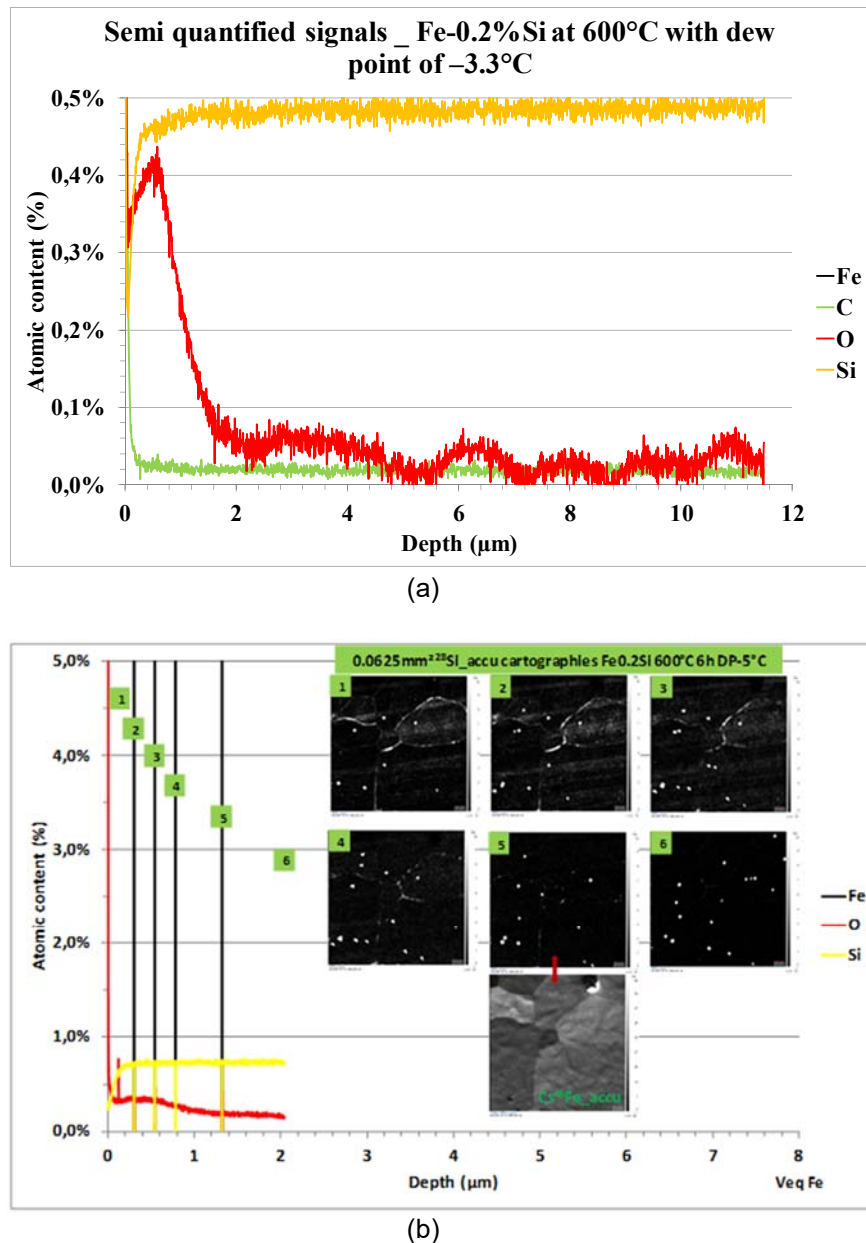 Semi quantified signals _ Fe-0.2%Si at 600°C with dew
point of –3.3°C
0,5%
0,4%
0,3%
0,2%
0,1%
0,0%
Atomic content (%)
0 2 4 6 8 10 12
Depth (µm)
Fe
C
O
Si
(a)
5,0%
4,0%
3,0%
2,0%
1,0%
0,0%
Atomic content (%)
0.0625mm² ²⁸Si_accu cartographies Fe0.2Si 600°C 6h DP-5°C
1
2
3
4
5
6
1 2 3
4 5 6
Fe_accu
0 1 2 3 4 5 6 7 8
Depth (µm)
Veq Fe
Fe
O
Si
(b)